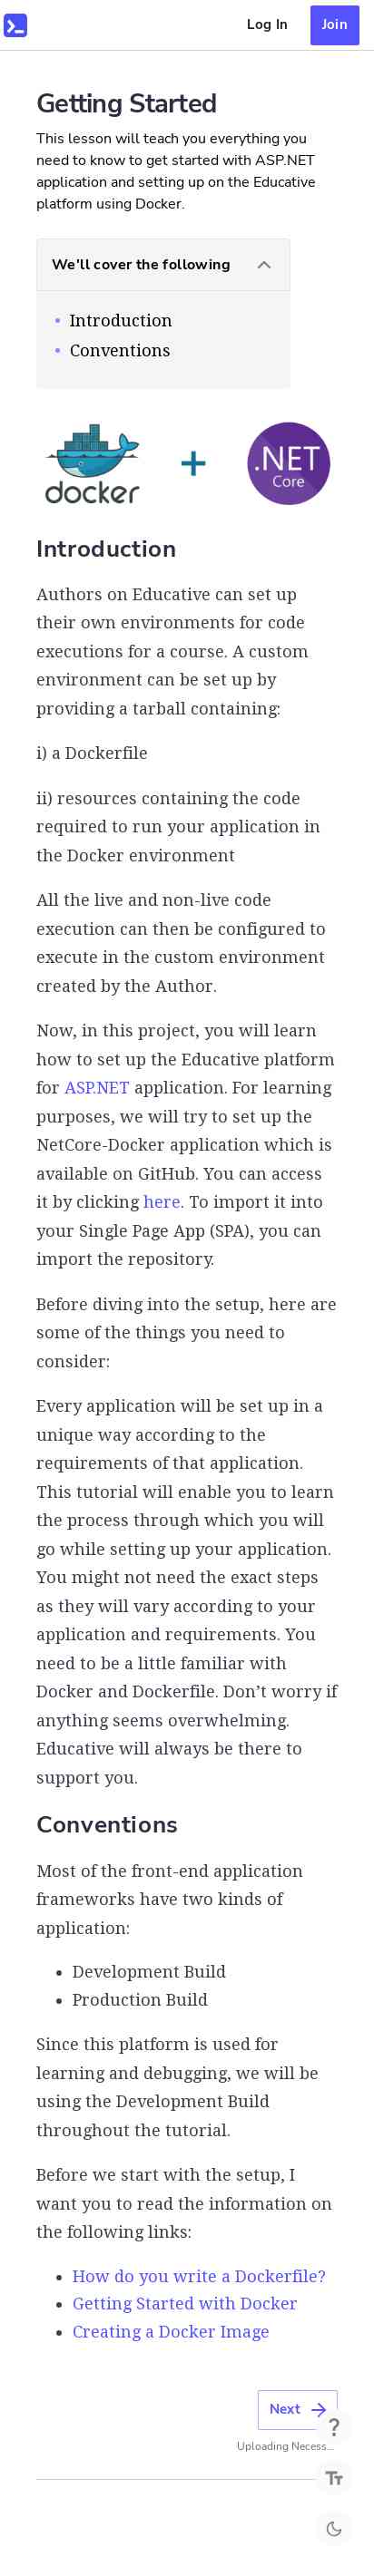 Log In
Join
Getting Started
This lesson will teach you everything you
need to know to get started with ASP.NET
application and setting up on the Educative
platform using Docker.
We'll cover the following
Introduction
Conventions
docker
+
.NET
Core
Introduction
Authors on Educative can set up
their own environments for code
executions for a course. A custom
environment can be set up by
providing a tarball containing:
i) a Dockerfile
ii) resources containing the code
required to run your application in
the Docker environment
All the live and non-live code
execution can then be configured to
execute in the custom environment
created by the Author.
Now, in this project, you will learn
how to set up the Educative platform
for ASP.NET application. For learning
purposes, we will try to set up the
NetCore-Docker application which is
available on GitHub. You can access
it by clicking here. To import it into
your Single Page App (SPA), you can
import the repository.
Before diving into the setup, here are
some of the things you need to
consider:
Every application will be set up in a
unique way according to the
requirements of that application.
This tutorial will enable you to learn
the process through which you will
go while setting up your application.
You might not need the exact steps
as they will vary according to your
application and requirements. You
need to be a little familiar with
Docker and Dockerfile. Don’t worry if
anything seems overwhelming.
Educative will always be there to
support you.
Conventions
Most of the front-end application
frameworks have two kinds of
application:
Development Build
Production Build
Since this platform is used for
learning and debugging, we will be
using the Development Build
throughout the tutorial.
Before we start with the setup, I
want you to read the information on
the following links:
How do you write a Dockerfile?
Getting Started with Docker
Creating a Docker Image
Next
?
Uploading Necess...
Tт